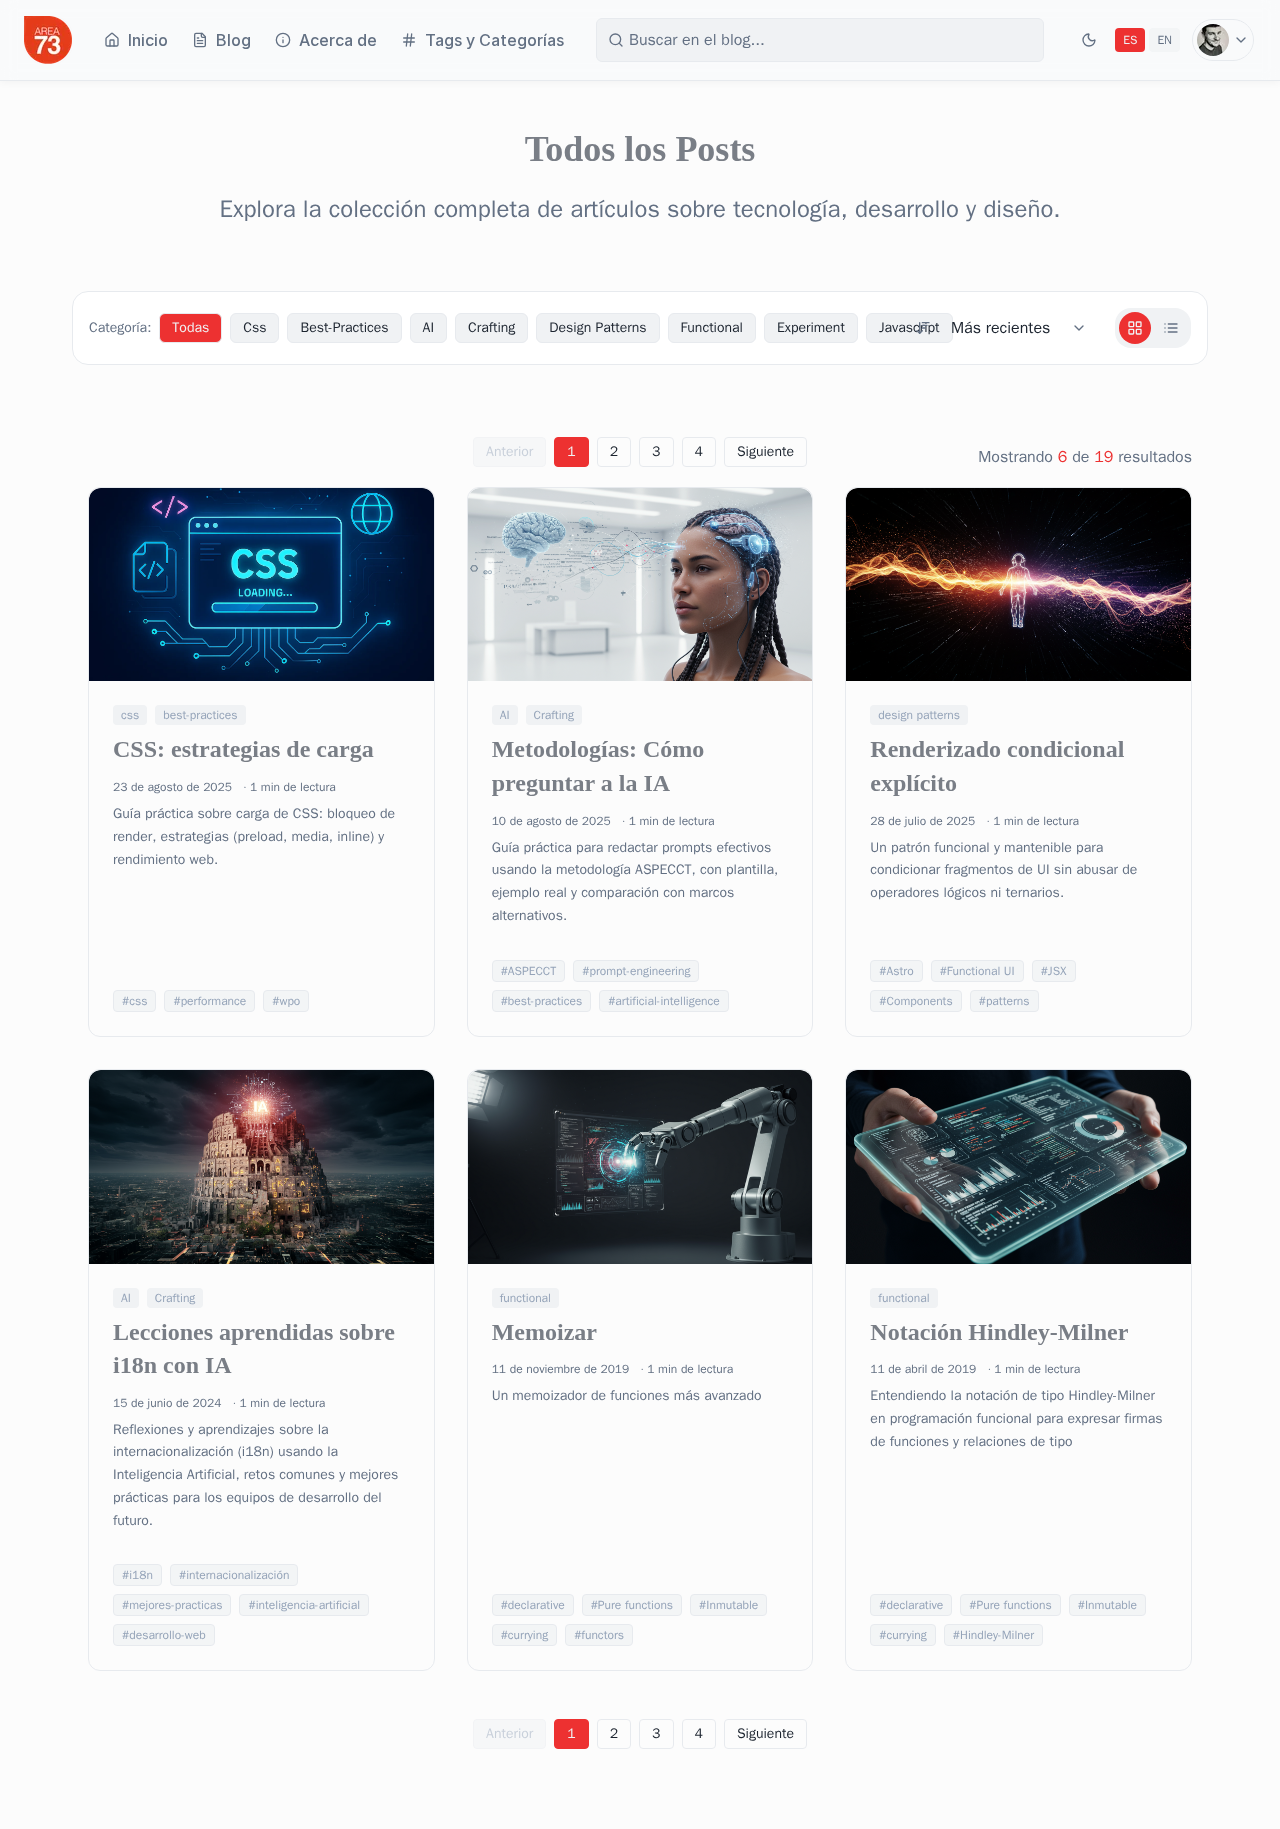 AREA
73
Inicio
Blog
Acerca de
Tags y Categorías
Buscar en el blog...
ES
EN
Todos los Posts
Explora la colección completa de artículos sobre tecnología, desarrollo y diseño.
Categoría:
Todas
Css
Best-Practices
AI
Crafting
Design Patterns
Functional
Experiment
Javascript
Más recientes
Anterior
1
2
3
4
Siguiente
Mostrando 6 de 19 resultados
</>
</>
CSS
LOADING...
css
best-practices
CSS: estrategias de carga
23 de agosto de 2025 · 1 min de lectura
Guía práctica sobre carga de CSS: bloqueo de
render, estrategias (preload, media, inline) y
rendimiento web.
#css
#performance
#wpo
AI
Crafting
Metodologías: Cómo
preguntar a la IA
10 de agosto de 2025 · 1 min de lectura
Guía práctica para redactar prompts efectivos
usando la metodología ASPECCT, con plantilla,
ejemplo real y comparación con marcos
alternativos.
#ASPECCT
#prompt-engineering
#best-practices
#artificial-intelligence
design patterns
Renderizado condicional
explícito
28 de julio de 2025 · 1 min de lectura
Un patrón funcional y mantenible para
condicionar fragmentos de UI sin abusar de
operadores lógicos ni ternarios.
#Astro
#Functional UI
#JSX
#Components
#patterns
IA
AI
Crafting
Lecciones aprendidas sobre
i18n con IA
15 de junio de 2024 · 1 min de lectura
Reflexiones y aprendizajes sobre la
internacionalización (i18n) usando la
Inteligencia Artificial, retos comunes y mejores
prácticas para los equipos de desarrollo del
futuro.
#i18n
#internacionalización
#mejores-practicas
#inteligencia-artificial
#desarrollo-web
functional
Memoizar
11 de noviembre de 2019 · 1 min de lectura
Un memoizador de funciones más avanzado
#declarative
#Pure functions
#Inmutable
#currying
#functors
functional
Notación Hindley-Milner
11 de abril de 2019 · 1 min de lectura
Entendiendo la notación de tipo Hindley-Milner
en programación funcional para expresar firmas
de funciones y relaciones de tipo
#declarative
#Pure functions
#Inmutable
#currying
#Hindley-Milner
Anterior
1
2
3
4
Siguiente